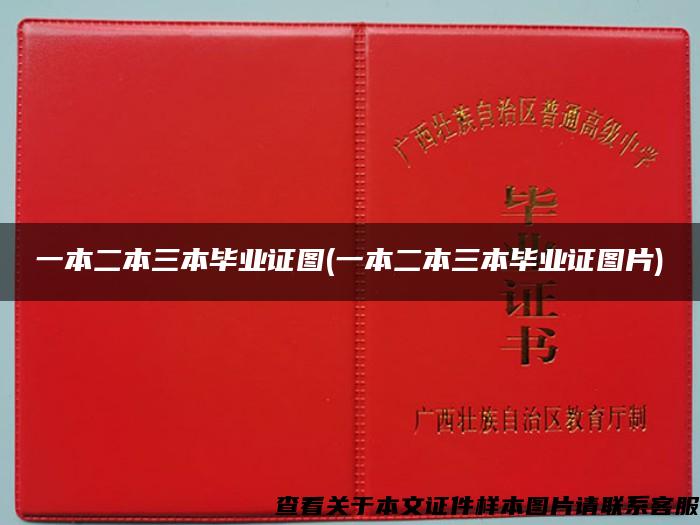 广西壮族自治区普通高级中学
毕业证书
一本二本三本毕业证图(一本二本三本毕业证图片)
广西壮族自治区教育厅制
查看关于本文证件样本图片请联系客服